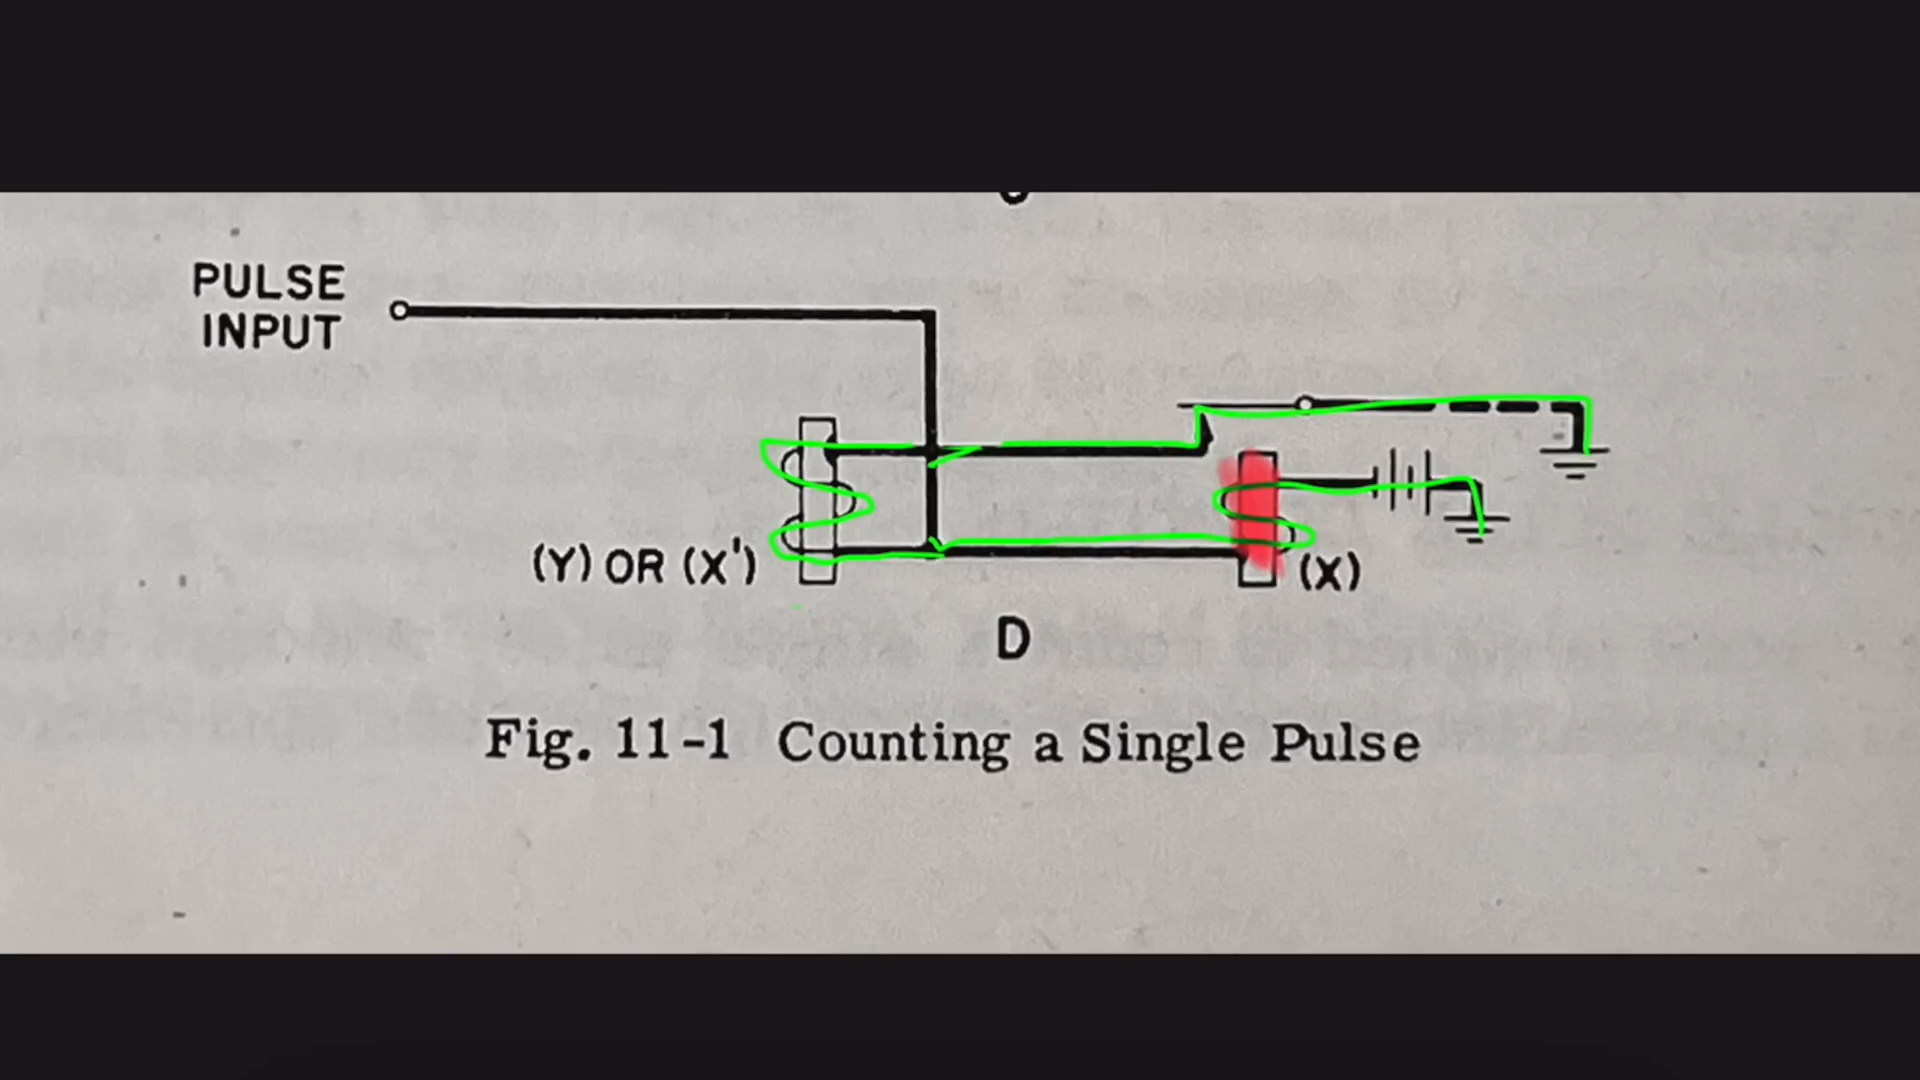 PULSE
INPUT
(Y) OR (X')
(X)
D
Fig. 11-1 Counting a Single Pulse